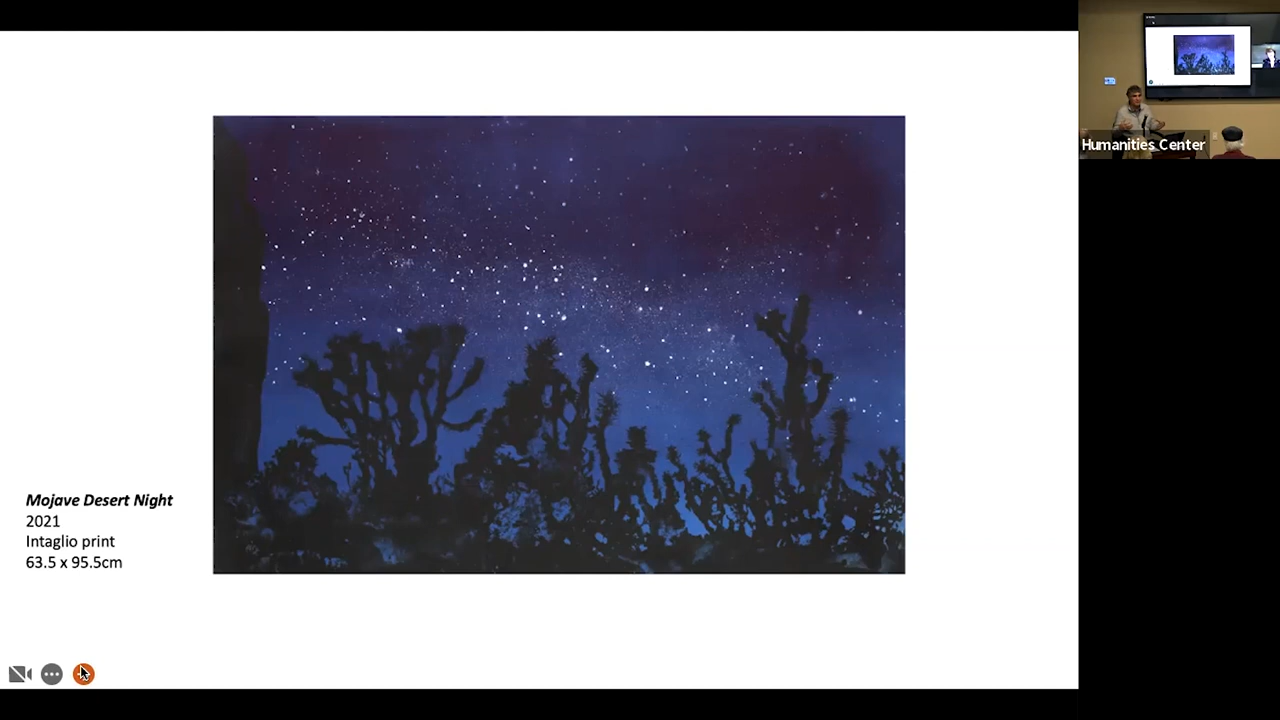 Mojave Desert Night
2021
Intaglio print
63.5 x 95.5cm
Humanities Center